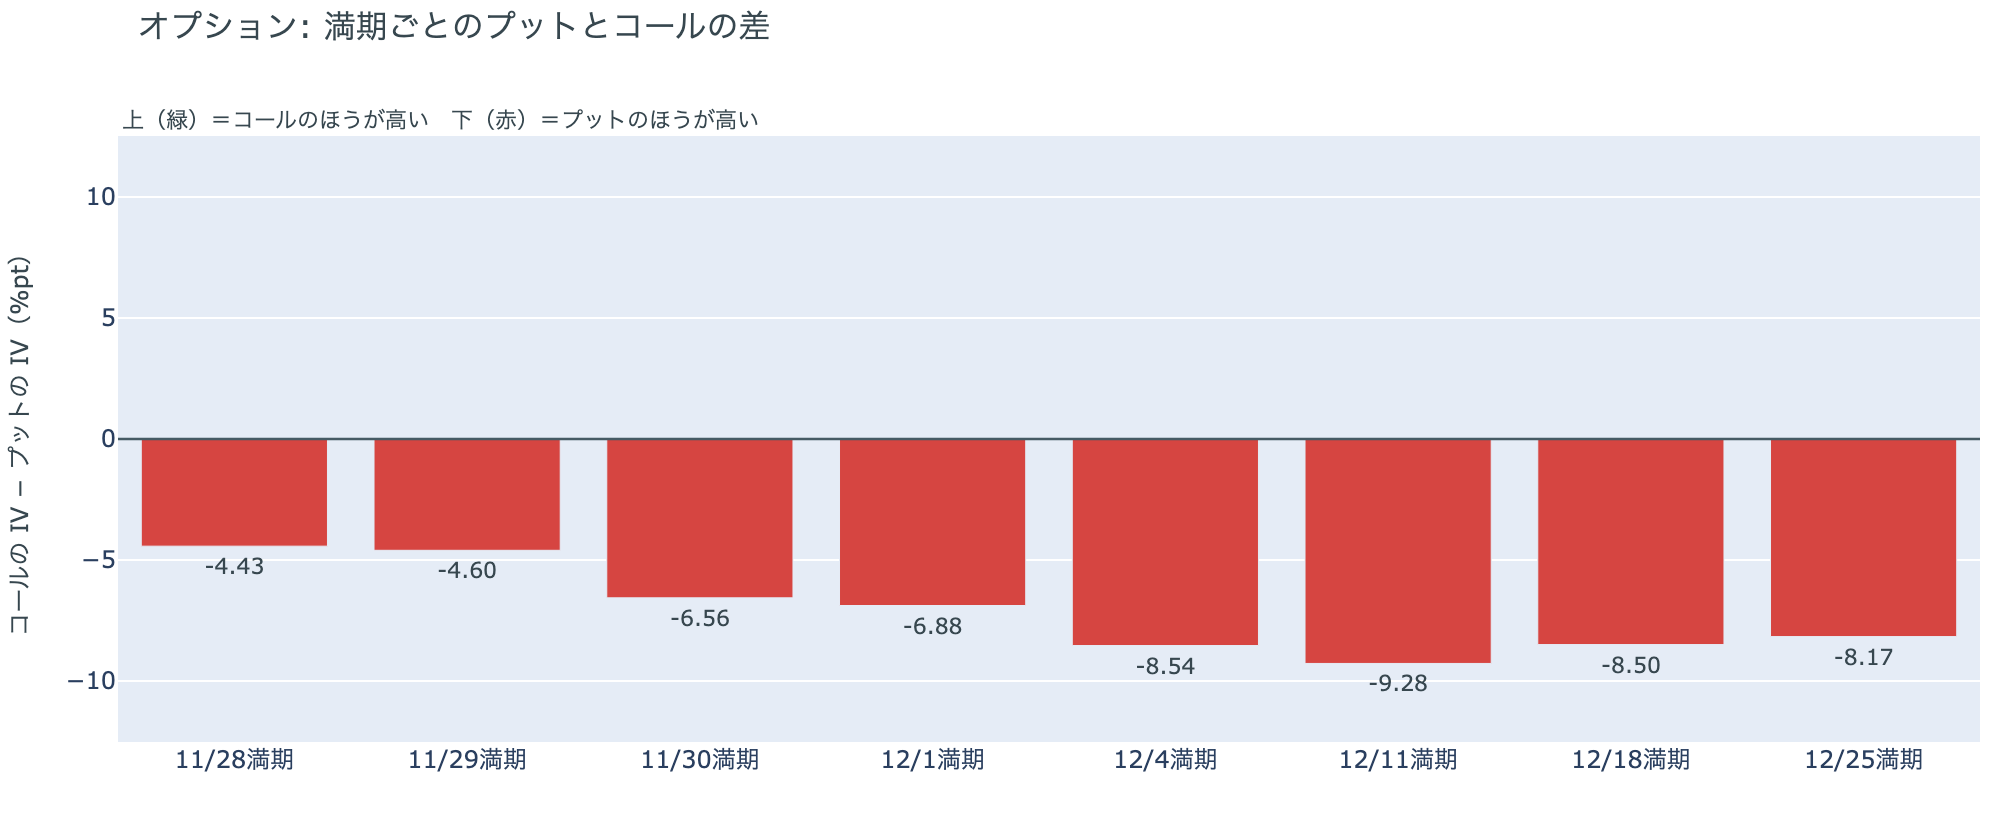 オプション: 満期ごとのプットとコールの差
上（緑）＝コールのほうが高い　下（赤）＝プットのほうが高い
コールの IV − プットの IV（%pt）
10
5
0
−5
−10
-4.43
-4.60
-6.56
-6.88
-8.54
-9.28
-8.50
-8.17
11/28満期
11/29満期
11/30満期
12/1満期
12/4満期
12/11満期
12/18満期
12/25満期